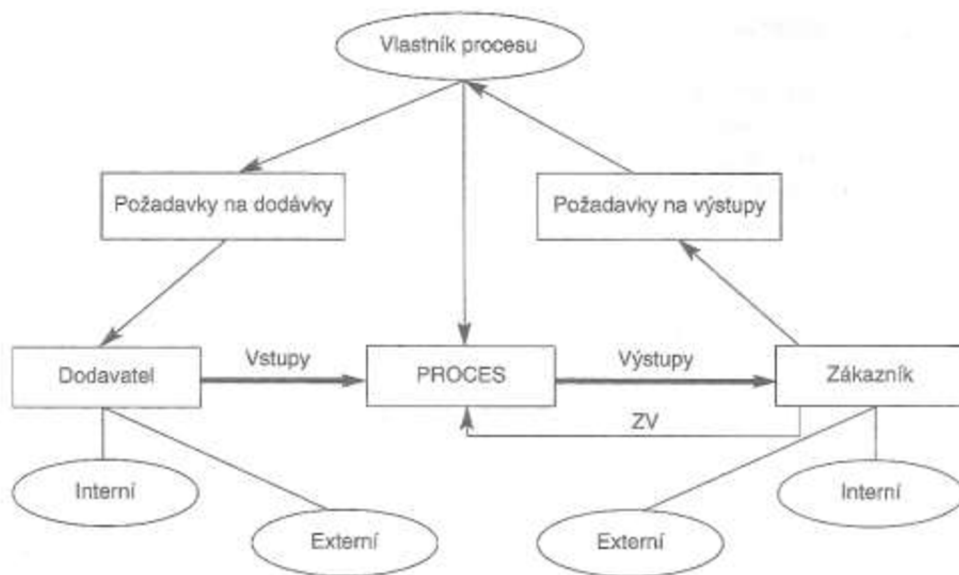 Vlastník procesu
Požadavky na dodávky
Požadavky na výstupy
Dodavatel
Vstupy
PROCES
Výstupy
Zákazník
ZV
Interní
Externí
Externí
Interní